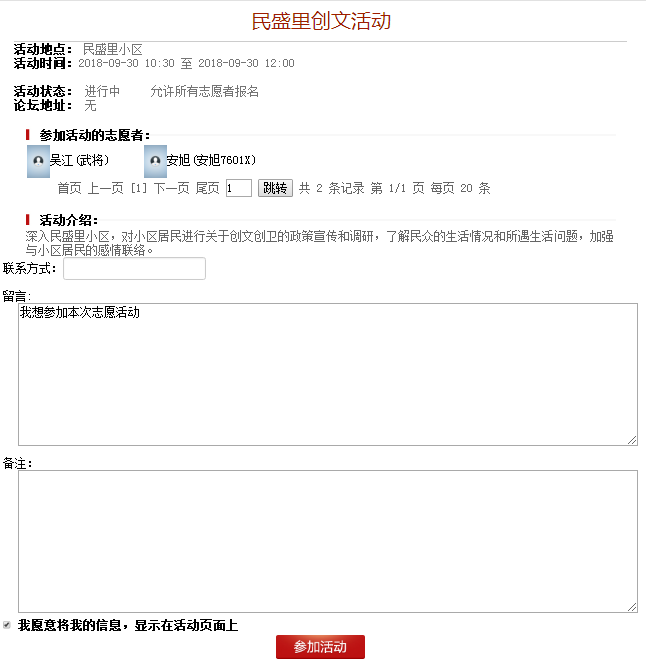 民盛里创文活动
活动地点： 民盛里小区
活动时间：2018-09-30 10:30 至 2018-09-30 12:00
活动状态： 进行中 允许所有志愿者报名
论坛地址： 无
参加活动的志愿者：
吴江(武将) 安旭(安旭7601X)
首页 上一页 [1] 下一页 尾页 1 跳转 共 2 条记录 第 1/1 页 每页 20 条
活动介绍：
深入民盛里小区，对小区居民进行关于创文创卫的政策宣传和调研，了解民众的生活情况和所遇生活问题，加强
与小区居民的感情联络。
联系方式：
留言:
我想参加本次志愿活动
备注：
我愿意将我的信息，显示在活动页面上
参加活动